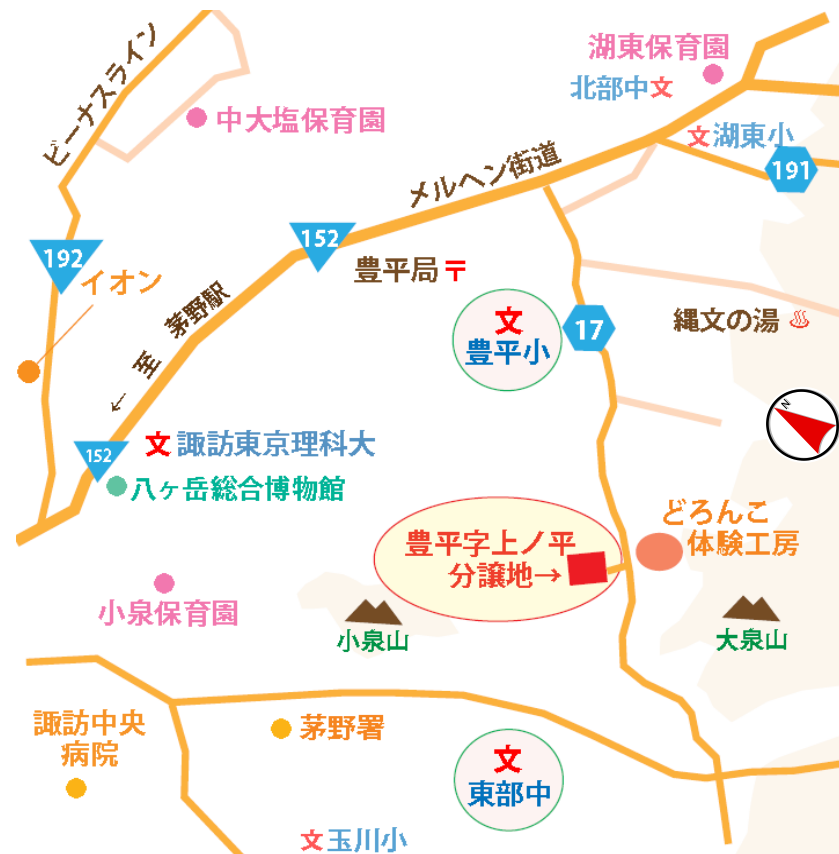 湖東保育園
ビーナスライン
北部中文
中大塩保育園
文湖東小
メルヘン街道
191
152
192
豊平局〒
イオン
← 至 茅野駅
文
豊平小
17
縄文の湯♨
N
文諏訪東京理科大
152
八ヶ岳総合博物館
どろんこ
体験工房
豊平字上ノ平
分譲地→
小泉保育園
小泉山
大泉山
諏訪中央
病院
茅野署
文
東部中
文玉川小